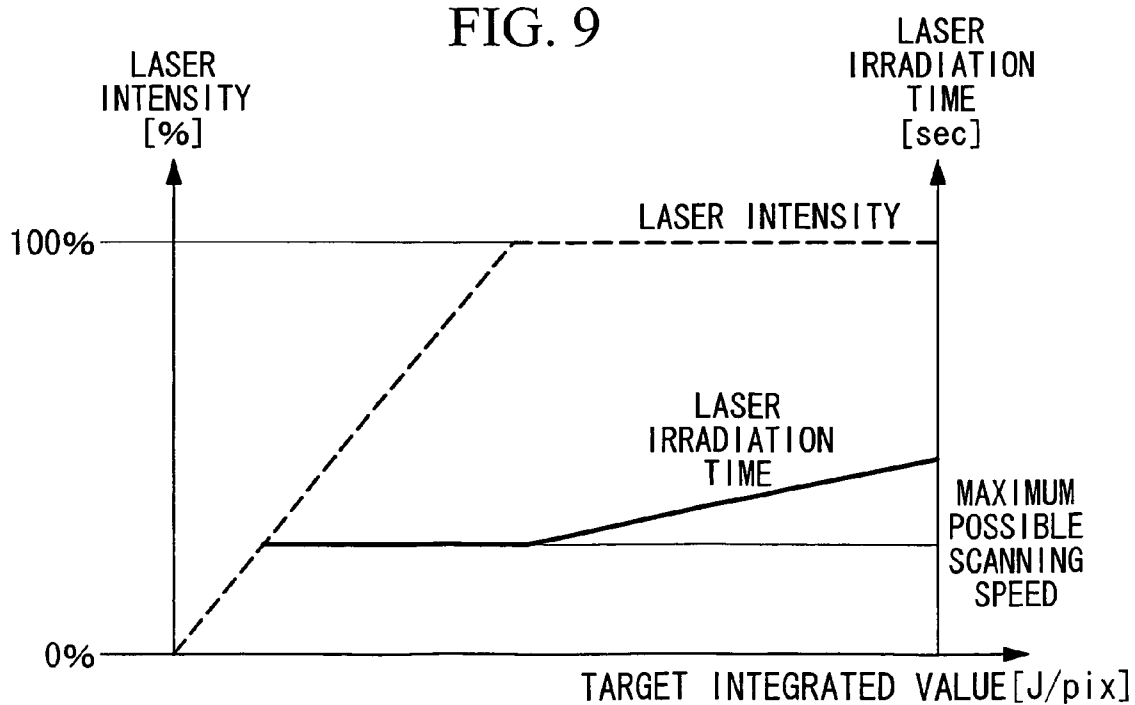 FIG. 9
LASER
INTENSITY
[%]
LASER
IRRADIATION
TIME
[sec]
100%
LASER INTENSITY
LASER
IRRADIATION
TIME
MAXIMUM
POSSIBLE
SCANNING
SPEED
0%
TARGET INTEGRATED VALUE[J/pix]